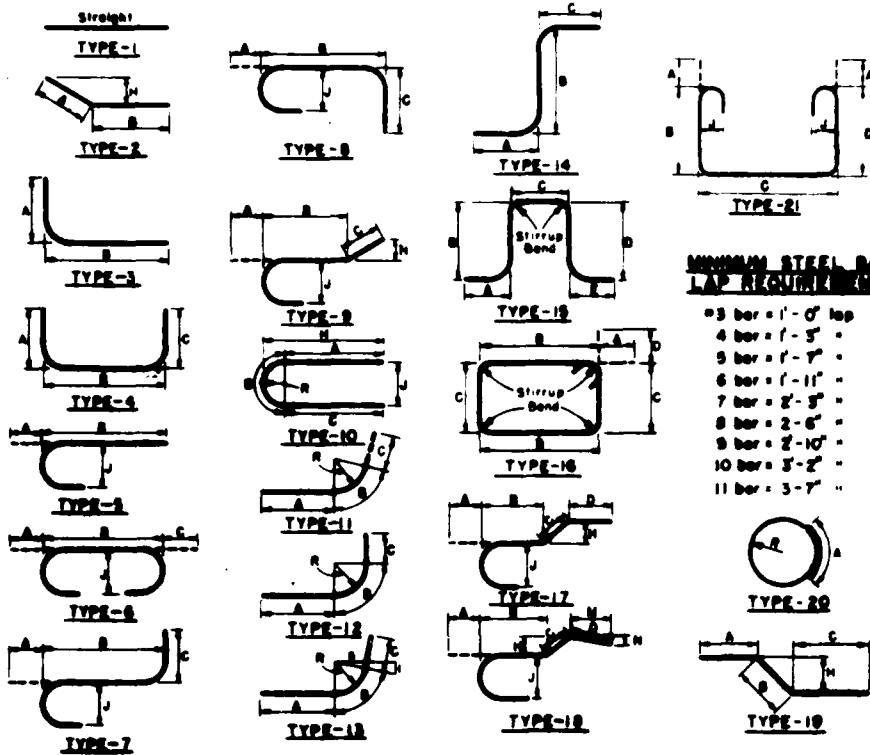 Straight
TYPE-1
A
H
B
TYPE-2
A
B
TYPE-3
A
C
B
TYPE-4
A
B
J
TYPE-5
A
B
C
J
TYPE-6
A
B
C
J
TYPE-7
A
B
J
C
TYPE-8
A
B
C
H
J
TYPE-9
H
A
B
R
J
C
TYPE-10
R
C
B
A
TYPE-11
R
C
B
A
TYPE-12
R
C
H
B
A
TYPE-13
C
B
A
TYPE-14
C
B
D
Stirrup
Bend
A
E
TYPE-15
B
A
D
C
Stirrup
Bend
C
B
TYPE-16
A
B
C
D
H
J
TYPE-17
A
B
C
D
J
TYPE-18
A
A
B
J
J
D
C
TYPE-21
MINIMUM STEEL
LAP
#3 bar = 1'-0" lap
4 bar = 1'-3" "
5 bar = 1'-7" "
6 bar = 1'-11" "
7 bar = 2'-3" "
8 bar = 2-6" "
9 bar = 2'-10" "
10 bar = 3'-2" "
11 bar = 3-7" "
R
A
TYPE-20
A
C
H
B
TYPE-19